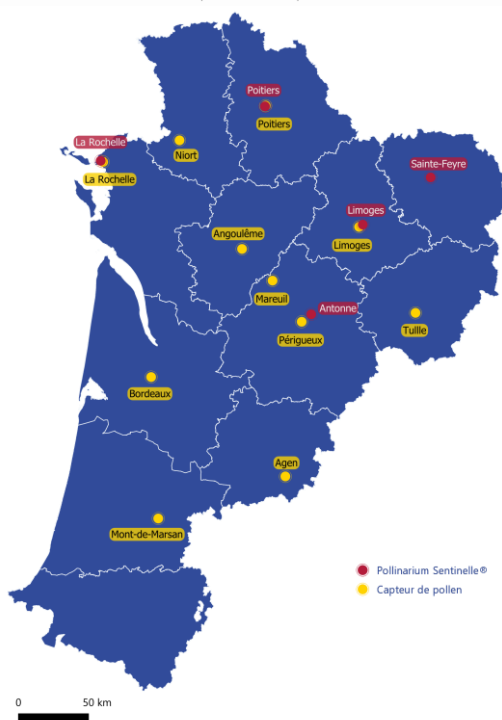 Poitiers
Poitiers
La Rochelle
Niort
La Rochelle
Sainte-Feyre
Limoges
Angoulême
Limoges
Mareuil
Antonne
Tullle
Périgueux
Bordeaux
Agen
Mont-de-Marsan
Pollinarium Sentinelle®
Capteur de pollen
0 50 km